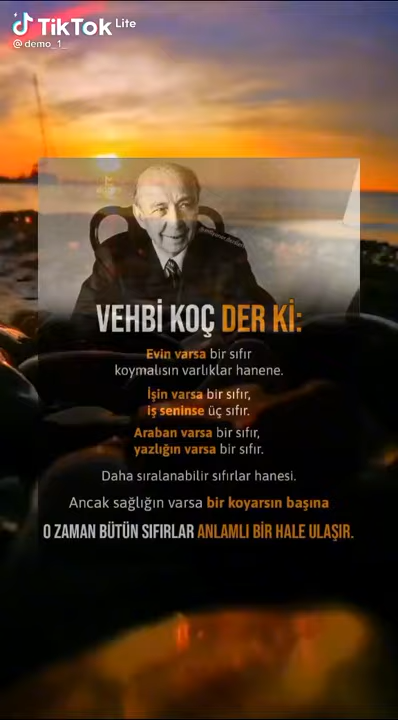 TikTok Lite
@demo_1_
VEHBİ KOÇ DER Kİ:
Evin varsa bir sıfır
koymalısın varlıklar hanene.
İşin varsa bir sıfır,
iş seninse üç sıfır.
Araban varsa bir sıfır,
yazlığın varsa bir sıfır.
Daha sıralanabilir sıfırlar hanesi.
Ancak sağlığın varsa bir koyarsın başına
O ZAMAN BÜTÜN SIFIRLAR ANLAMLI BİR HALE ULAŞIR.